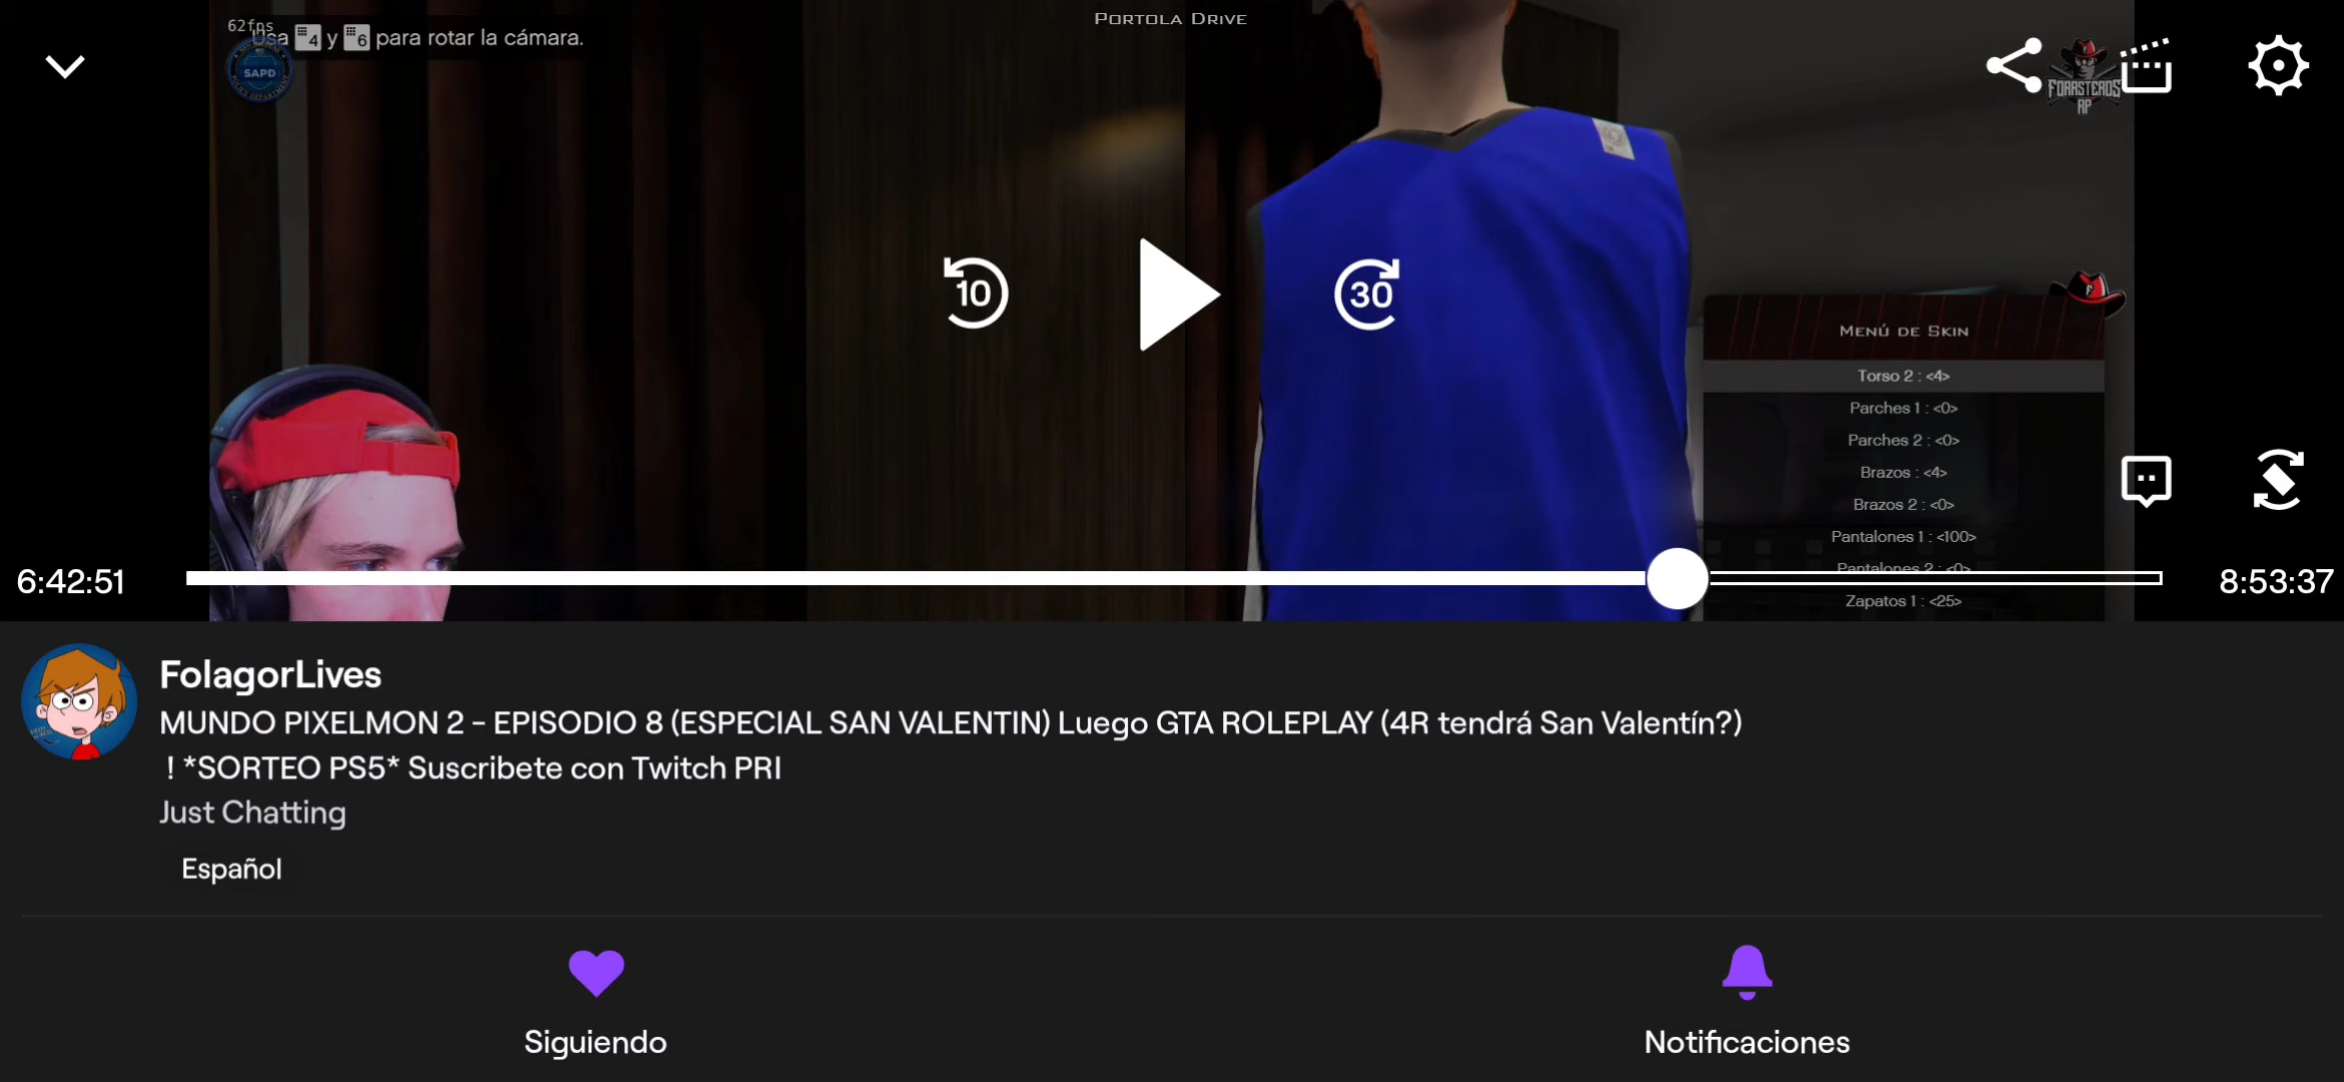 62fps
Usa 4 y 6 para rotar la cámara.
SAPD
PORTOLA DRIVE
FORASTEROS
RP
10
30
MENÚ DE SKIN
Torso 2 : <4>
Parches 1 : <0>
Parches 2 : <0>
Brazos : <4>
Brazos 2 : <0>
Pantalones 1 : <100>
Pantalones 2 : <0>
Zapatos 1 : <25>
6:42:51
8:53:37
FolagorLives
MUNDO PIXELMON 2 - EPISODIO 8 (ESPECIAL SAN VALENTIN) Luego GTA ROLEPLAY (4R tendrá San Valentín?)
! *SORTEO PS5* Suscribete con Twitch PRI
Just Chatting
Español
Siguiendo
Notificaciones